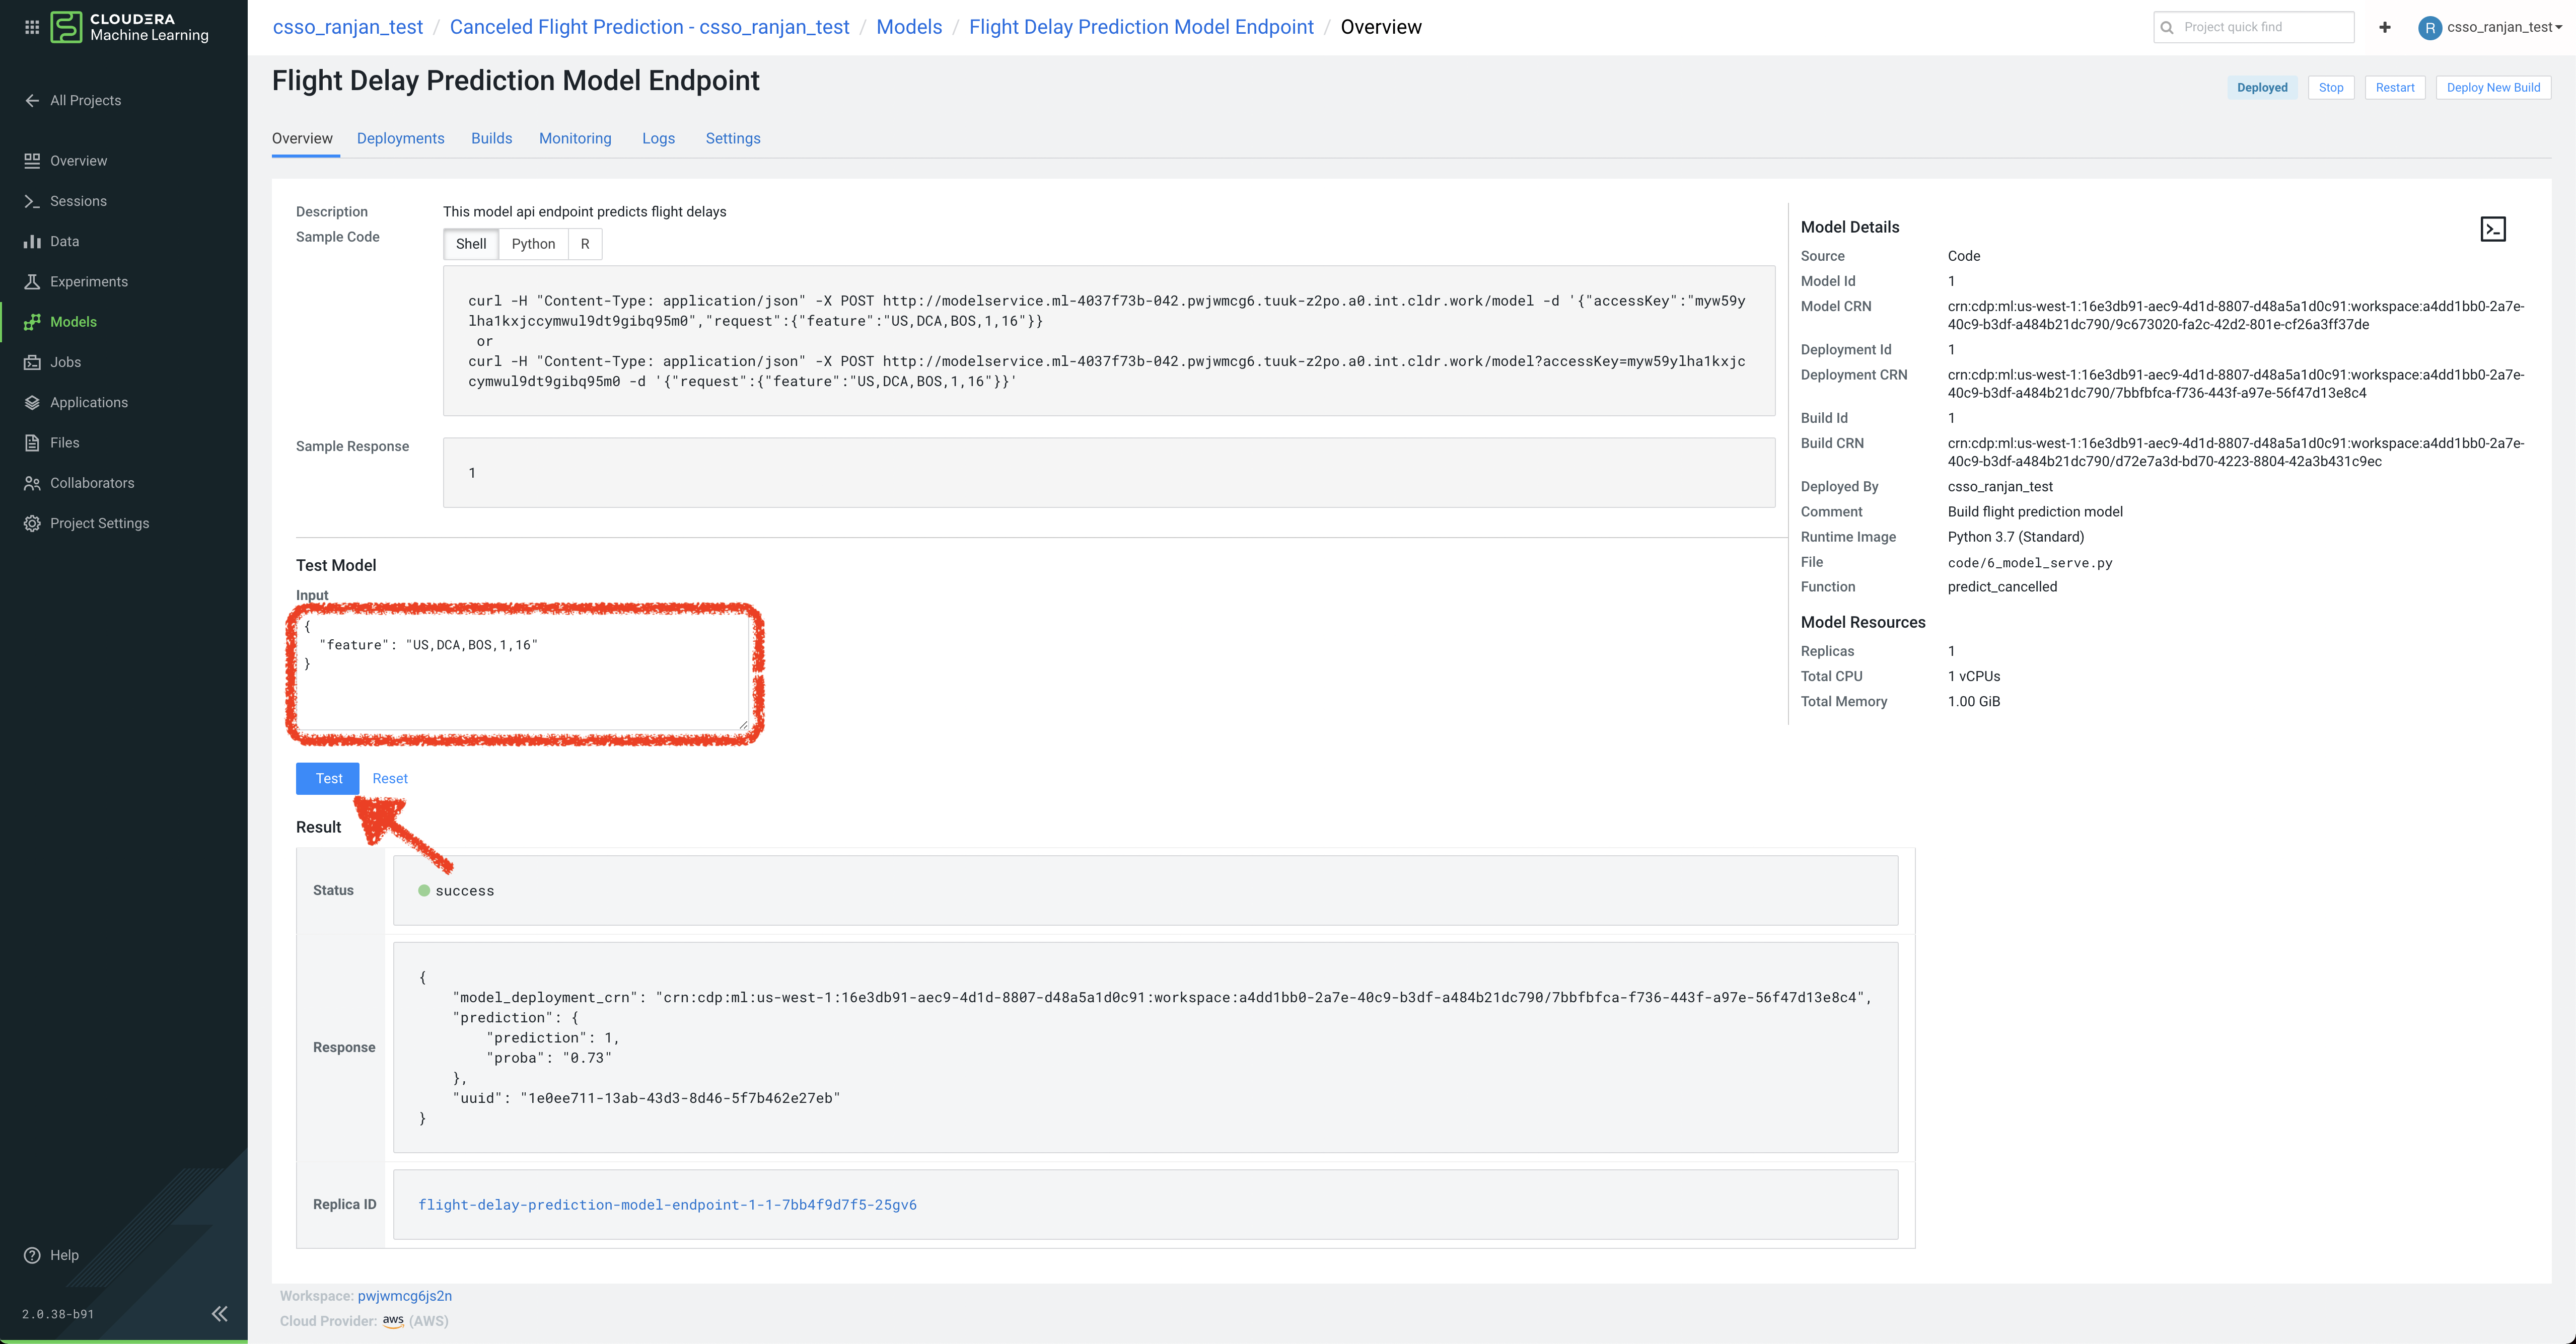 CLOUDERA
Machine Learning
All Projects
Overview
Sessions
Data
Experiments
Models
Jobs
Applications
Files
Collaborators
Project Settings
Help
2.0.38-b91
csso_ranjan_test / Canceled Flight Prediction - csso_ranjan_test / Models / Flight Delay Prediction Model Endpoint / Overview
Project quick find
+
R csso_ranjan_test
Flight Delay Prediction Model Endpoint
Deployed Stop Restart Deploy New Build
Overview Deployments Builds Monitoring Logs Settings
Description This model api endpoint predicts flight delays
Sample Code
Shell Python R
curl -H "Content-Type: application/json" -X POST http://modelservice.ml-4037f73b-042.pwjwmcg6.tuuk-z2po.a0.int.cldr.work/model -d '{"accessKey":"myw59y
lha1kxjccymwul9dt9gibq95m0","request":{"feature":"US,DCA,BOS,1,16"}}
or
curl -H "Content-Type: application/json" -X POST http://modelservice.ml-4037f73b-042.pwjwmcg6.tuuk-z2po.a0.int.cldr.work/model?accessKey=myw59ylha1kxjc
cymwul9dt9gibq95m0 -d '{"request":{"feature":"US,DCA,BOS,1,16"}}'
Sample Response
1
Test Model
Input
{
"feature": "US,DCA,BOS,1,16"
}
Test Reset
Result
Status success
Response
{
"model_deployment_crn": "crn:cdp:ml:us-west-1:16e3db91-aec9-4d1d-8807-d48a5a1d0c91:workspace:a4dd1bb0-2a7e-40c9-b3df-a484b21dc790/7bbfbfca-f736-443f-a97e-56f47d13e8c4",
"prediction": {
"prediction": 1,
"proba": "0.73"
},
"uuid": "1e0ee711-13ab-43d3-8d46-5f7b462e27eb"
}
Replica ID flight-delay-prediction-model-endpoint-1-1-7bb4f9d7f5-25gv6
Model Details
Source Code
Model Id 1
Model CRN crn:cdp:ml:us-west-1:16e3db91-aec9-4d1d-8807-d48a5a1d0c91:workspace:a4dd1bb0-2a7e-
40c9-b3df-a484b21dc790/9c673020-fa2c-42d2-801e-cf26a3ff37de
Deployment Id 1
Deployment CRN crn:cdp:ml:us-west-1:16e3db91-aec9-4d1d-8807-d48a5a1d0c91:workspace:a4dd1bb0-2a7e-
40c9-b3df-a484b21dc790/7bbfbfca-f736-443f-a97e-56f47d13e8c4
Build Id 1
Build CRN crn:cdp:ml:us-west-1:16e3db91-aec9-4d1d-8807-d48a5a1d0c91:workspace:a4dd1bb0-2a7e-
40c9-b3df-a484b21dc790/d72e7a3d-bd70-4223-8804-42a3b431c9ec
Deployed By csso_ranjan_test
Comment Build flight prediction model
Runtime Image Python 3.7 (Standard)
File code/6_model_serve.py
Function predict_cancelled
Model Resources
Replicas 1
Total CPU 1 vCPUs
Total Memory 1.00 GiB
Workspace: pwjwmcg6js2n
Cloud Provider: aws (AWS)